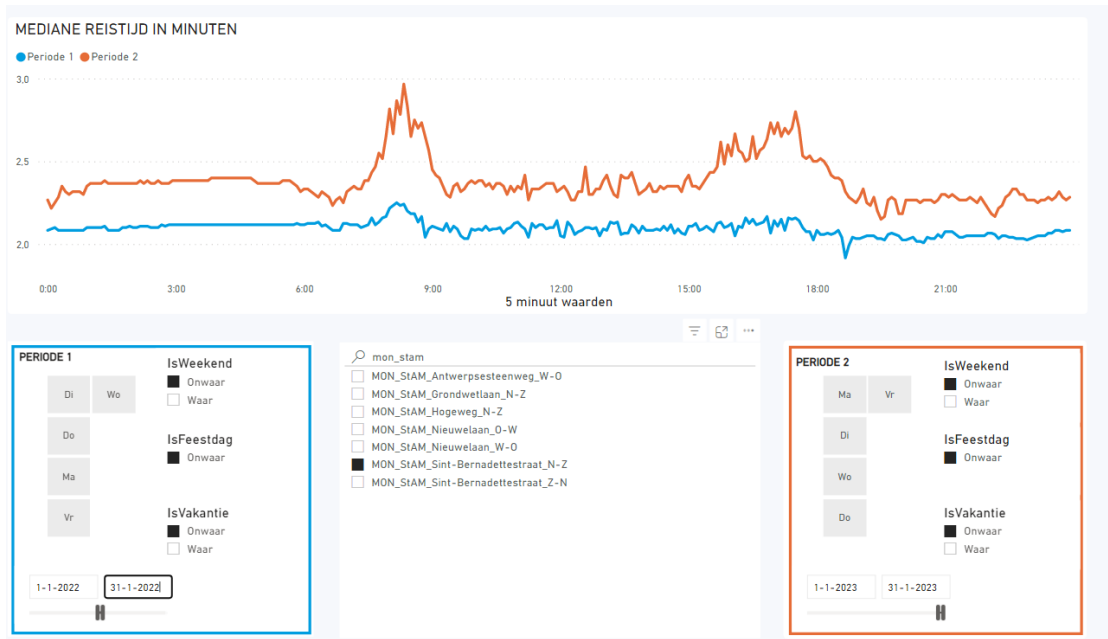 MEDIANE REISTIJD IN MINUTEN
Periode 1 Periode 2
3,0
2,5
2,0
0:00 3:00 6:00 9:00 12:00 15:00 18:00 21:00
5 minuut waarden
PERIODE 1
Di Wo
Do
Ma
Vr
IsWeekend
Onwaar
Waar
IsFeestdag
Onwaar
IsVakantie
Onwaar
Waar
1-1-2022 31-1-2022
mon_stam
MON_StAM_Antwerpsesteenweg_W-O
MON_StAM_Grondwetlaan_N-Z
MON_StAM_Hogeweg_N-Z
MON_StAM_Nieuwelaan_O-W
MON_StAM_Nieuwelaan_W-O
MON_StAM_Sint-Bernadettestraat_N-Z
MON_StAM_Sint-Bernadettestraat_Z-N
PERIODE 2
Ma Vr
Di
Wo
Do
IsWeekend
Onwaar
Waar
IsFeestdag
Onwaar
IsVakantie
Onwaar
Waar
1-1-2023 31-1-2023